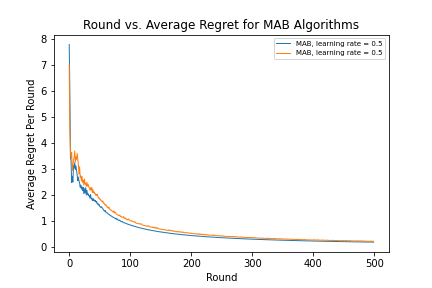 Round vs. Average Regret for MAB Algorithms
MAB, learning rate = 0.5
MAB, learning rate = 0.5
Average Regret Per Round
8
7
6
5
4
3
2
1
0
0 100 200 300 400 500
Round